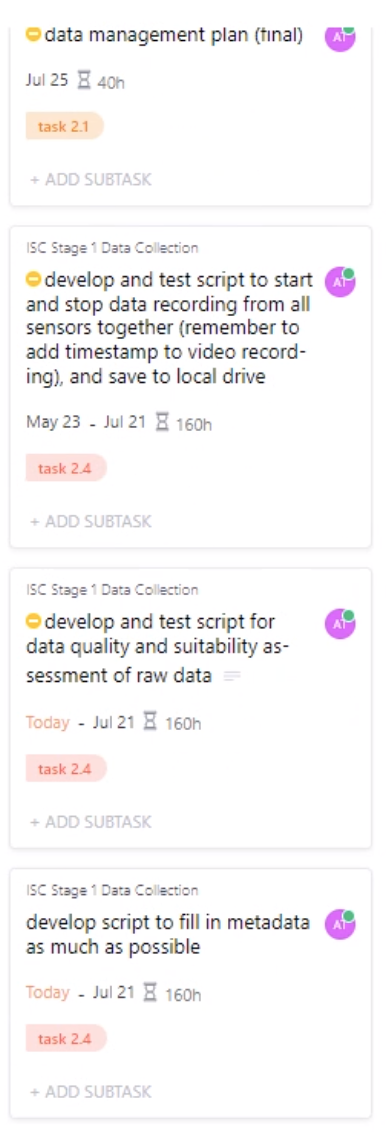 data management plan (final)
AT
Jul 25 40h
task 2.1
+ ADD SUBTASK
ISC Stage 1 Data Collection
develop and test script to start
AT
and stop data recording from all
sensors together (remember to
add timestamp to video record-
ing), and save to local drive
May 23 - Jul 21 160h
task 2.4
+ ADD SUBTASK
ISC Stage 1 Data Collection
develop and test script for
AT
data quality and suitability as-
sessment of raw data
Today - Jul 21 160h
task 2.4
+ ADD SUBTASK
ISC Stage 1 Data Collection
develop script to fill in metadata
AT
as much as possible
Today - Jul 21 160h
task 2.4
+ ADD SUBTASK